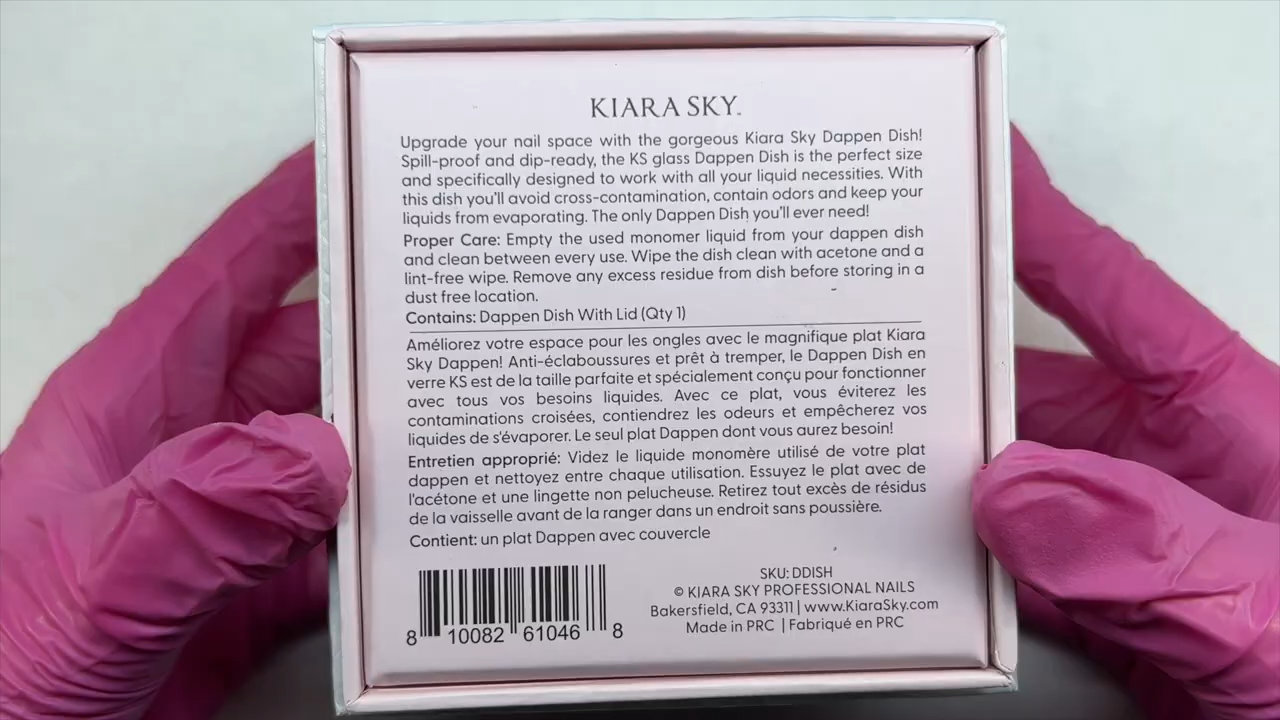 KIARA SKY
Upgrade your nail space with the gorgeous Kiara Sky Dappen Dish!
Spill-proof and dip-ready, the KS glass Dappen Dish is the perfect size
and specifically designed to work with all your liquid necessities. With
this dish you'll avoid cross-contamination, contain odors and keep your
liquids from evaporating. The only Dappen Dish you'll ever need!
Proper Care: Empty the used monomer liquid from your dappen dish
and clean between every use. Wipe the dish clean with acetone and a
lint-free wipe. Remove any excess residue from dish before storing in a
dust free location.
Contains: Dappen Dish With Lid (Qty 1)
Améliorez votre espace pour les ongles avec le magnifique plat Kiara
Sky Dappen! Anti-éclaboussures et prêt à tremper, le Dappen Dish en
verre KS est de la taille parfaite et spécialement conçu pour fonctionner
avec tous vos besoins liquides. Avec ce plat, vous éviterez les
contaminations croisées, contiendrez les odeurs et empêcherez vos
liquides de s'évaporer. Le seul plat Dappen dont vous aurez besoin!
Entretien approprié: Videz le liquide monomère utilisé de votre plat
dappen et nettoyez entre chaque utilisation. Essuyez le plat avec de
l'acétone et une lingette non pelucheuse. Retirez tout excès de résidus
de la vaisselle avant de la ranger dans un endroit sans poussière.
Contient: un plat Dappen avec couvercle
SKU: DDISH
© KIARA SKY PROFESSIONAL NAILS
Bakersfield, CA 93311 | www.KiaraSky.com
Made in PRC | Fabriqué en PRC
8 10082 61046 8